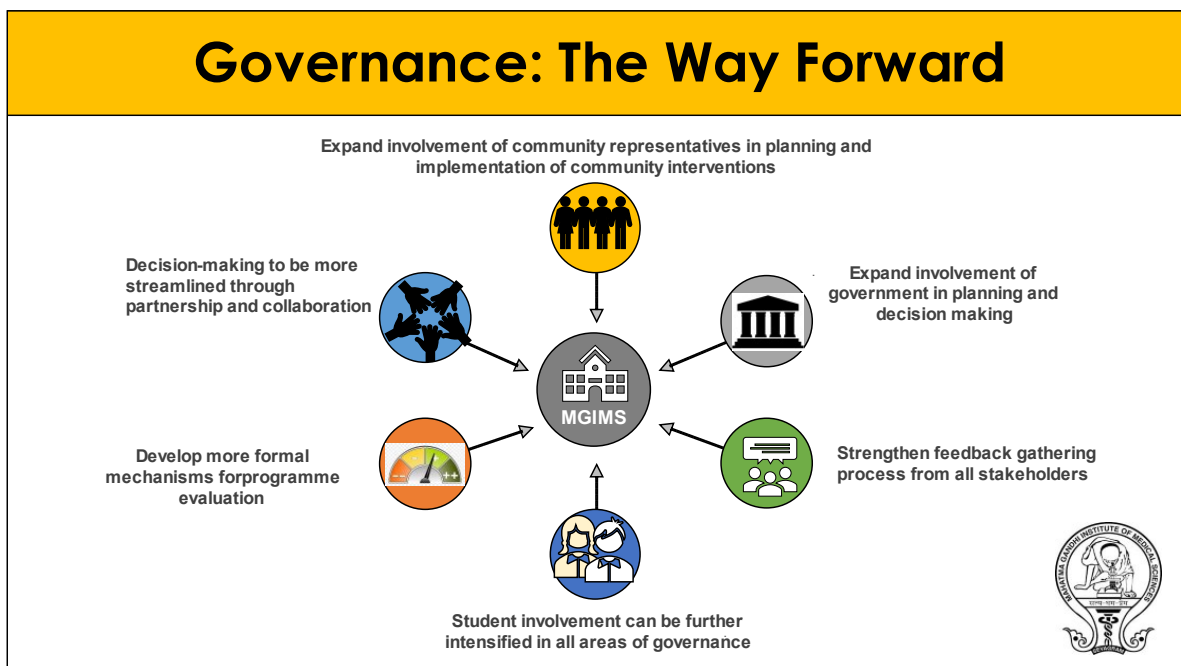 Governance: The Way Forward
Expand involvement of community representatives in planning and
implementation of community interventions
Decision-making to be more
streamlined through
partnership and collaboration
Expand involvement of
government in planning and
decision making
MGIMS
Develop more formal
mechanisms forprogramme
evaluation
Strengthen feedback gathering
process from all stakeholders
Student involvement can be further
intensified in all areas of governance
MAHATMA GANDHI INSTITUTE OF MEDICAL SCIENCES